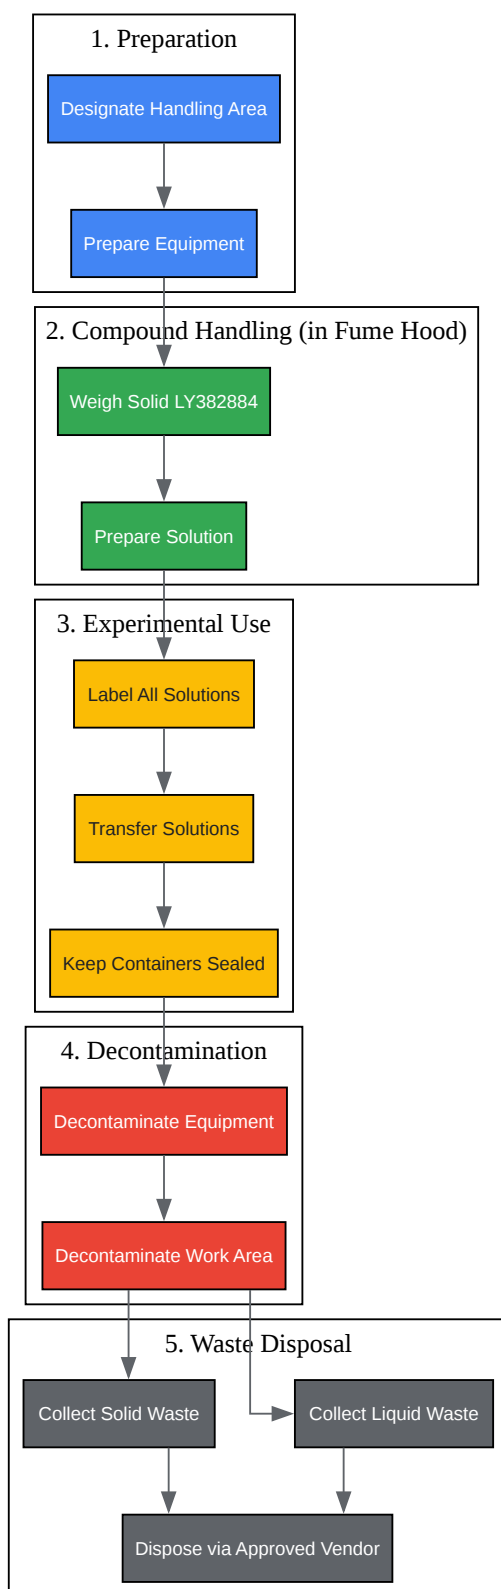 1. Preparation
Designate Handling Area
Prepare Equipment
2. Compound Handling (in Fume Hood)
Weigh Solid LY382884
Prepare Solution
3. Experimental Use
Label All Solutions
Transfer Solutions
Keep Containers Sealed
4. Decontamination
Decontaminate Equipment
Decontaminate Work Area
5. Waste Disposal
Collect Solid Waste
Collect Liquid Waste
Dispose via Approved Vendor